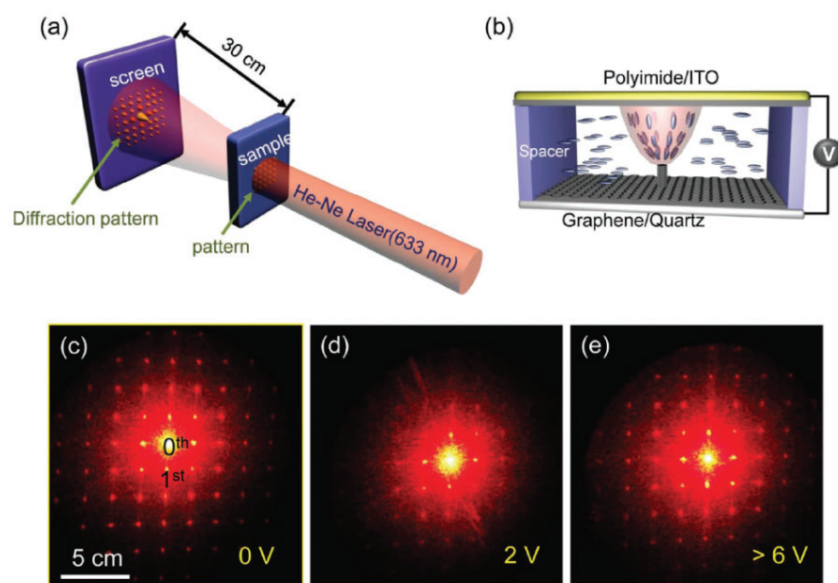 (a)
30 cm
screen
sample
Diffraction pattern
pattern
He-Ne Laser(633 nm)
(b)
Polyimide/ITO
Spacer
V
Graphene/Quartz
(c)
0th
1st
5 cm
0 V
(d)
2 V
(e)
> 6 V